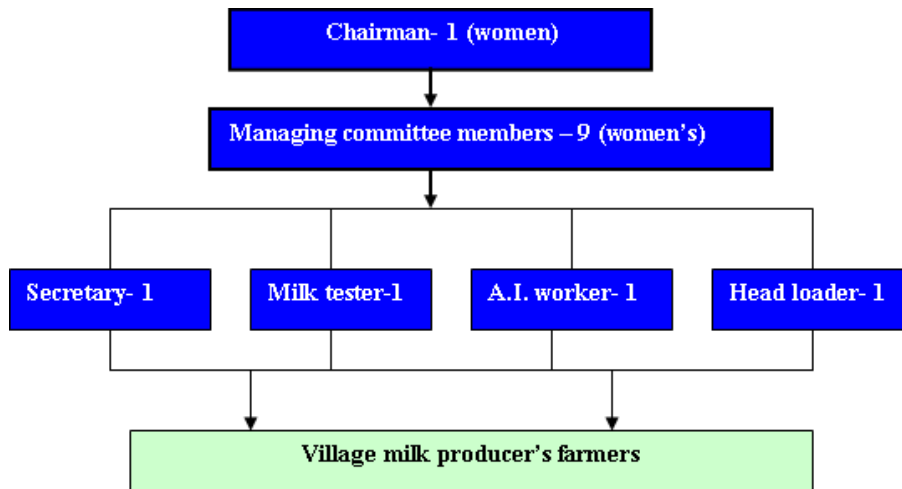 Chairman- 1 (women)
Managing committee members – 9 (women's)
Secretary- 1
Milk tester-1
A.I. worker- 1
Head loader- 1
Village milk producer's farmers